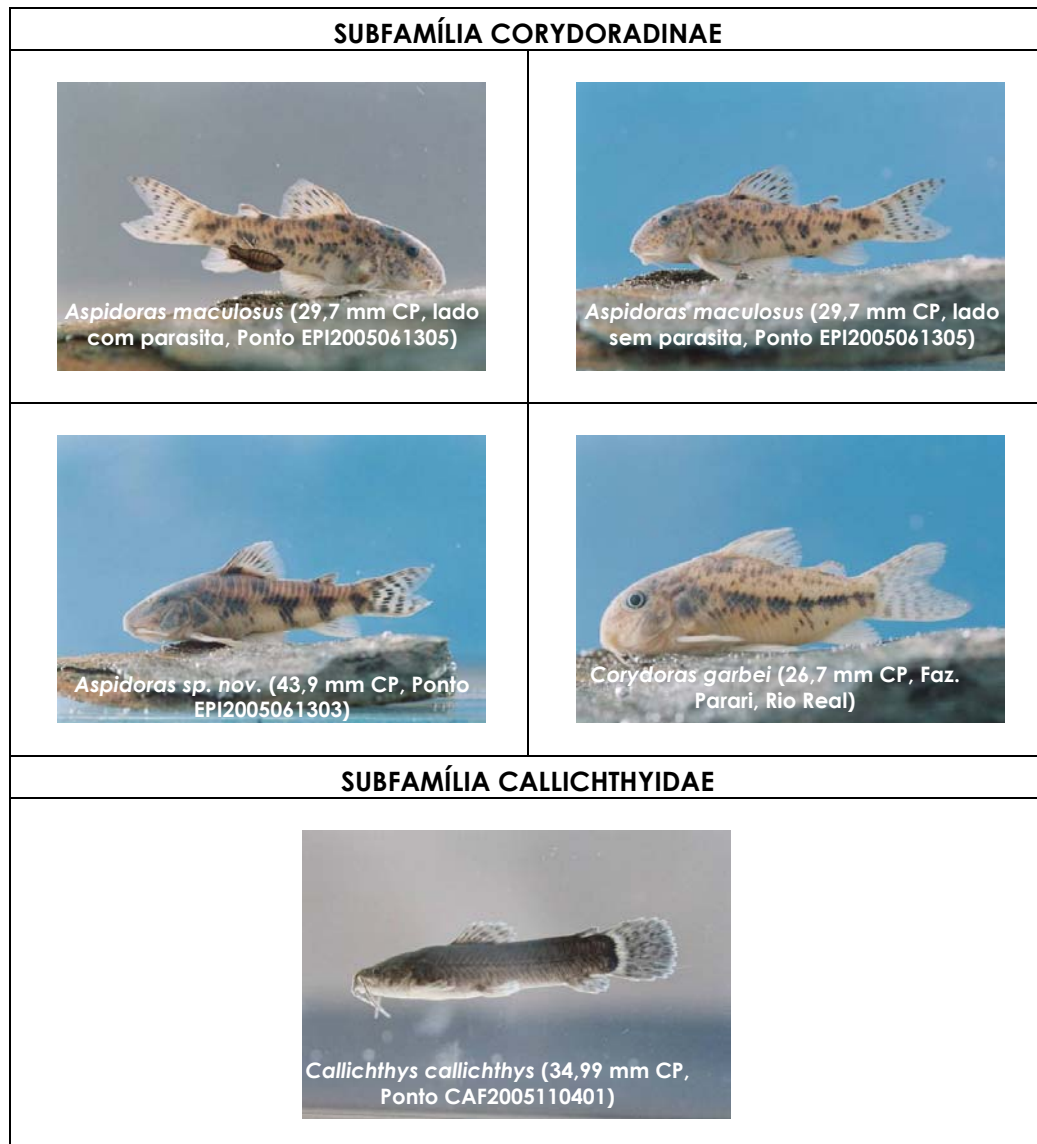 SUBFAMÍLIA CORYDORADINAE
Aspidoras maculosus (29,7 mm CP, lado
com parasita, Ponto EPI2005061305)
Aspidoras maculosus (29,7 mm CP, lado
sem parasita, Ponto EPI2005061305)
Aspidoras sp. nov. (43,9 mm CP, Ponto
EPI2005061303)
Corydoras garbei (26,7 mm CP, Faz.
Parari, Rio Real)
SUBFAMÍLIA CALLICHTHYIDAE
Callichthys callichthys (34,99 mm CP,
Ponto CAF2005110401)